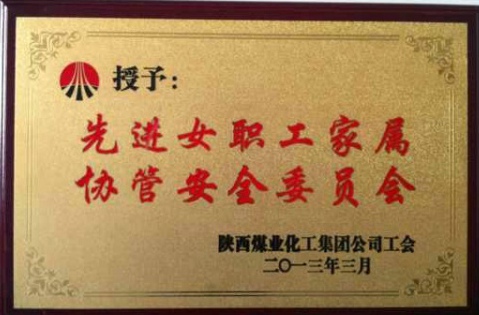 授予：
先进女职工家属
协管安全委员会
陕西煤业化工集团公司工会
二〇一三年三月